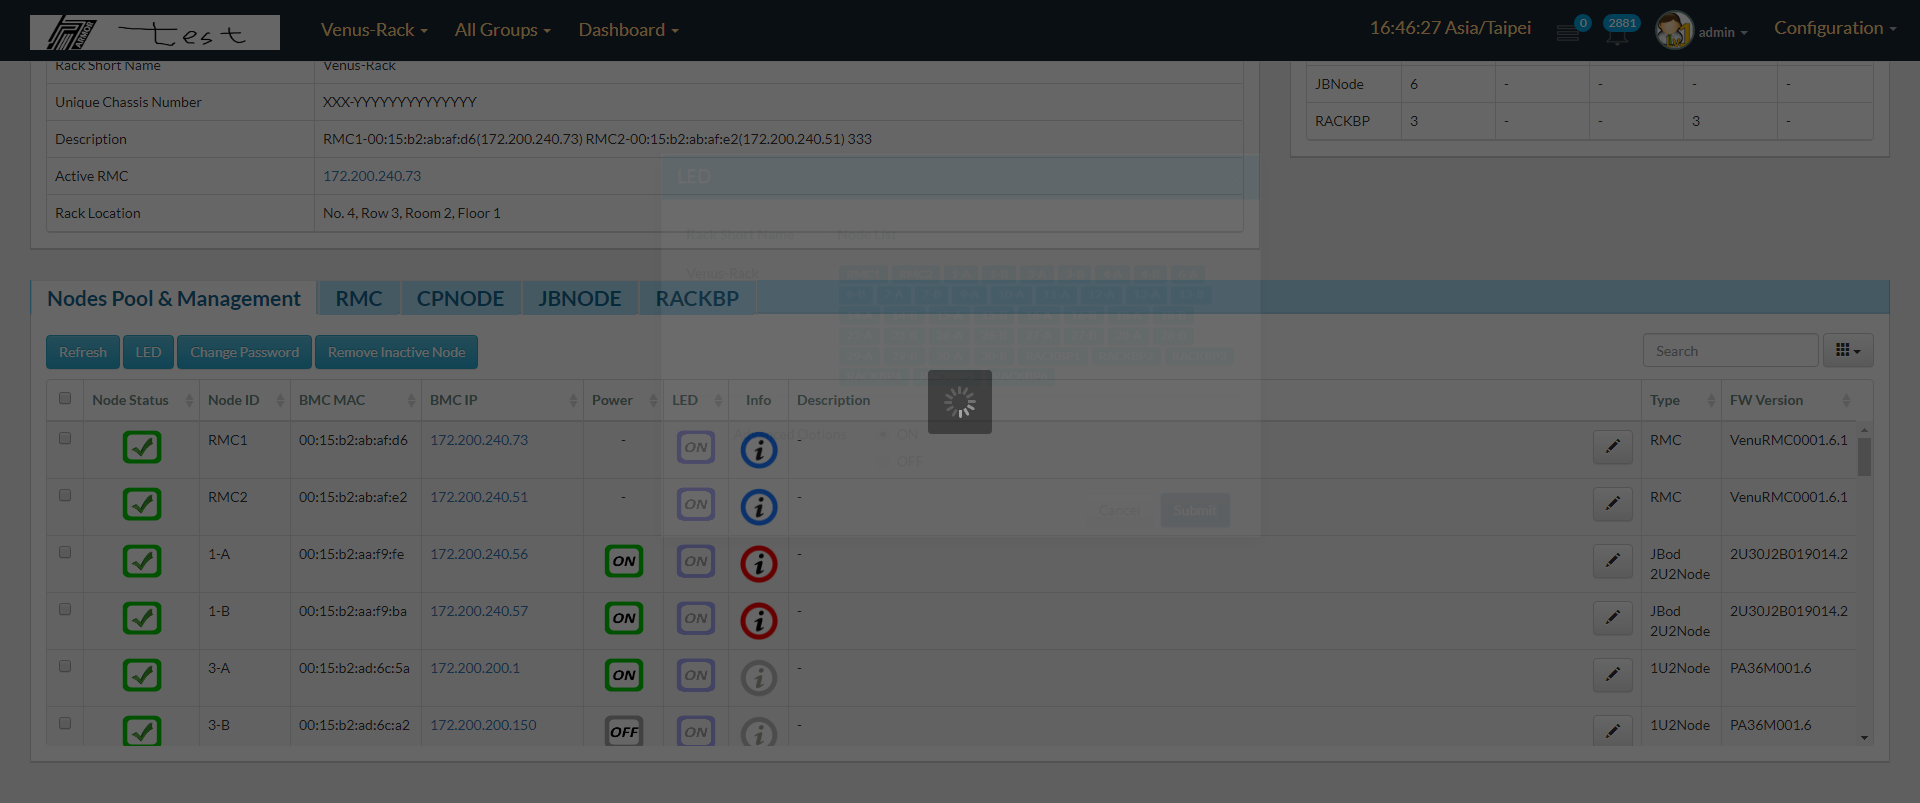 ARMOR test Venus-Rack All Groups Dashboard 16:46:27 Asia/Taipei 0 2881 admin Configuration
Rack Short Name Venus-Rack
Unique Chassis Number XXX-YYYYYYYYYYYYYYY
Description RMC1-00:15:b2:ab:af:d6(172.200.240.73) RMC2-00:15:b2:ab:af:e2(172.200.240.51) 333
Active RMC 172.200.240.73
Rack Location No. 4, Row 3, Room 2, Floor 1
JBNode 6 - - - -
RACKBP 3 - - 3 -
LED
Rack Short Name Node List
Venus-Rack
Options ON
OFF
Cancel Submit
Nodes Pool & Management RMC CPNODE JBNODE RACKBP
Refresh LED Change Password Remove Inactive Node Search
Node Status Node ID BMC MAC BMC IP Power LED Info Description Type FW Version
RMC1 00:15:b2:ab:af:d6 172.200.240.73 - ON i - RMC VenuRMC0001.6.1
RMC2 00:15:b2:ab:af:e2 172.200.240.51 - ON i - RMC VenuRMC0001.6.1
1-A 00:15:b2:aa:f9:fe 172.200.240.56 ON ON i - JBod 2U2Node 2U30J2B019014.2
1-B 00:15:b2:aa:f9:ba 172.200.240.57 ON ON i - JBod 2U2Node 2U30J2B019014.2
3-A 00:15:b2:ad:6c:5a 172.200.200.1 ON ON i - 1U2Node PA36M001.6
3-B 00:15:b2:ad:6c:a2 172.200.200.150 OFF ON i - 1U2Node PA36M001.6